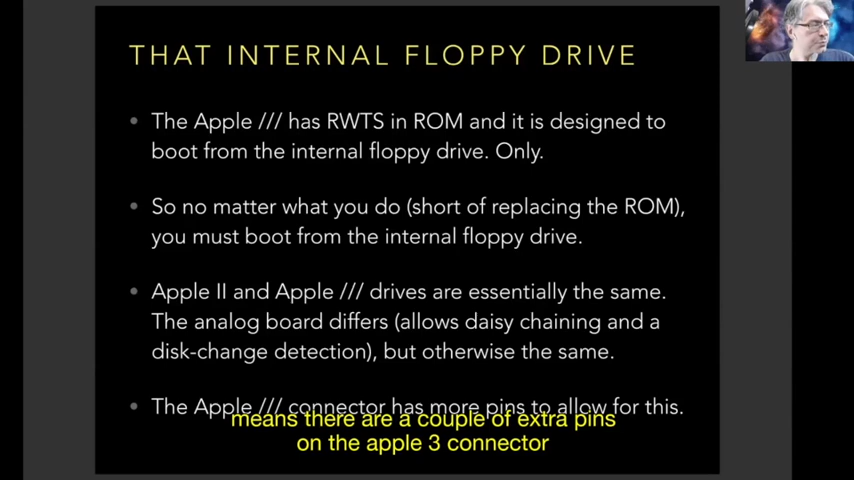 THAT INTERNAL FLOPPY DRIVE
• The Apple /// has RWTS in ROM and it is designed to
boot from the internal floppy drive. Only.
• So no matter what you do (short of replacing the ROM),
you must boot from the internal floppy drive.
• Apple II and Apple /// drives are essentially the same.
The analog board differs (allows daisy chaining and a
disk-change detection), but otherwise the same.
• The Apple /// connector has more pins to allow for this.
means there are a couple of extra pins
on the apple 3 connector